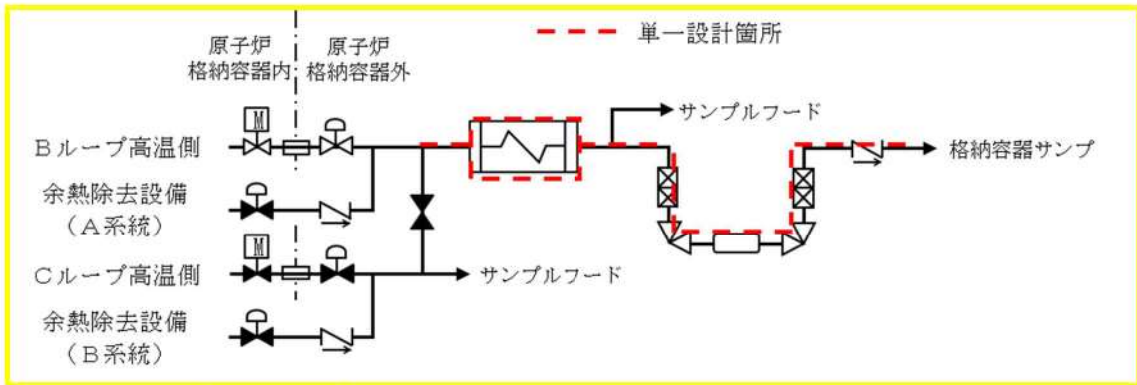 単一設計箇所
原子炉
格納容器内
原子炉
格納容器外
サンプルフード
M
Bループ高温側
格納容器サンプ
余熱除去設備
(A系統)
M
Cループ高温側
サンプルフード
余熱除去設備
(B系統)